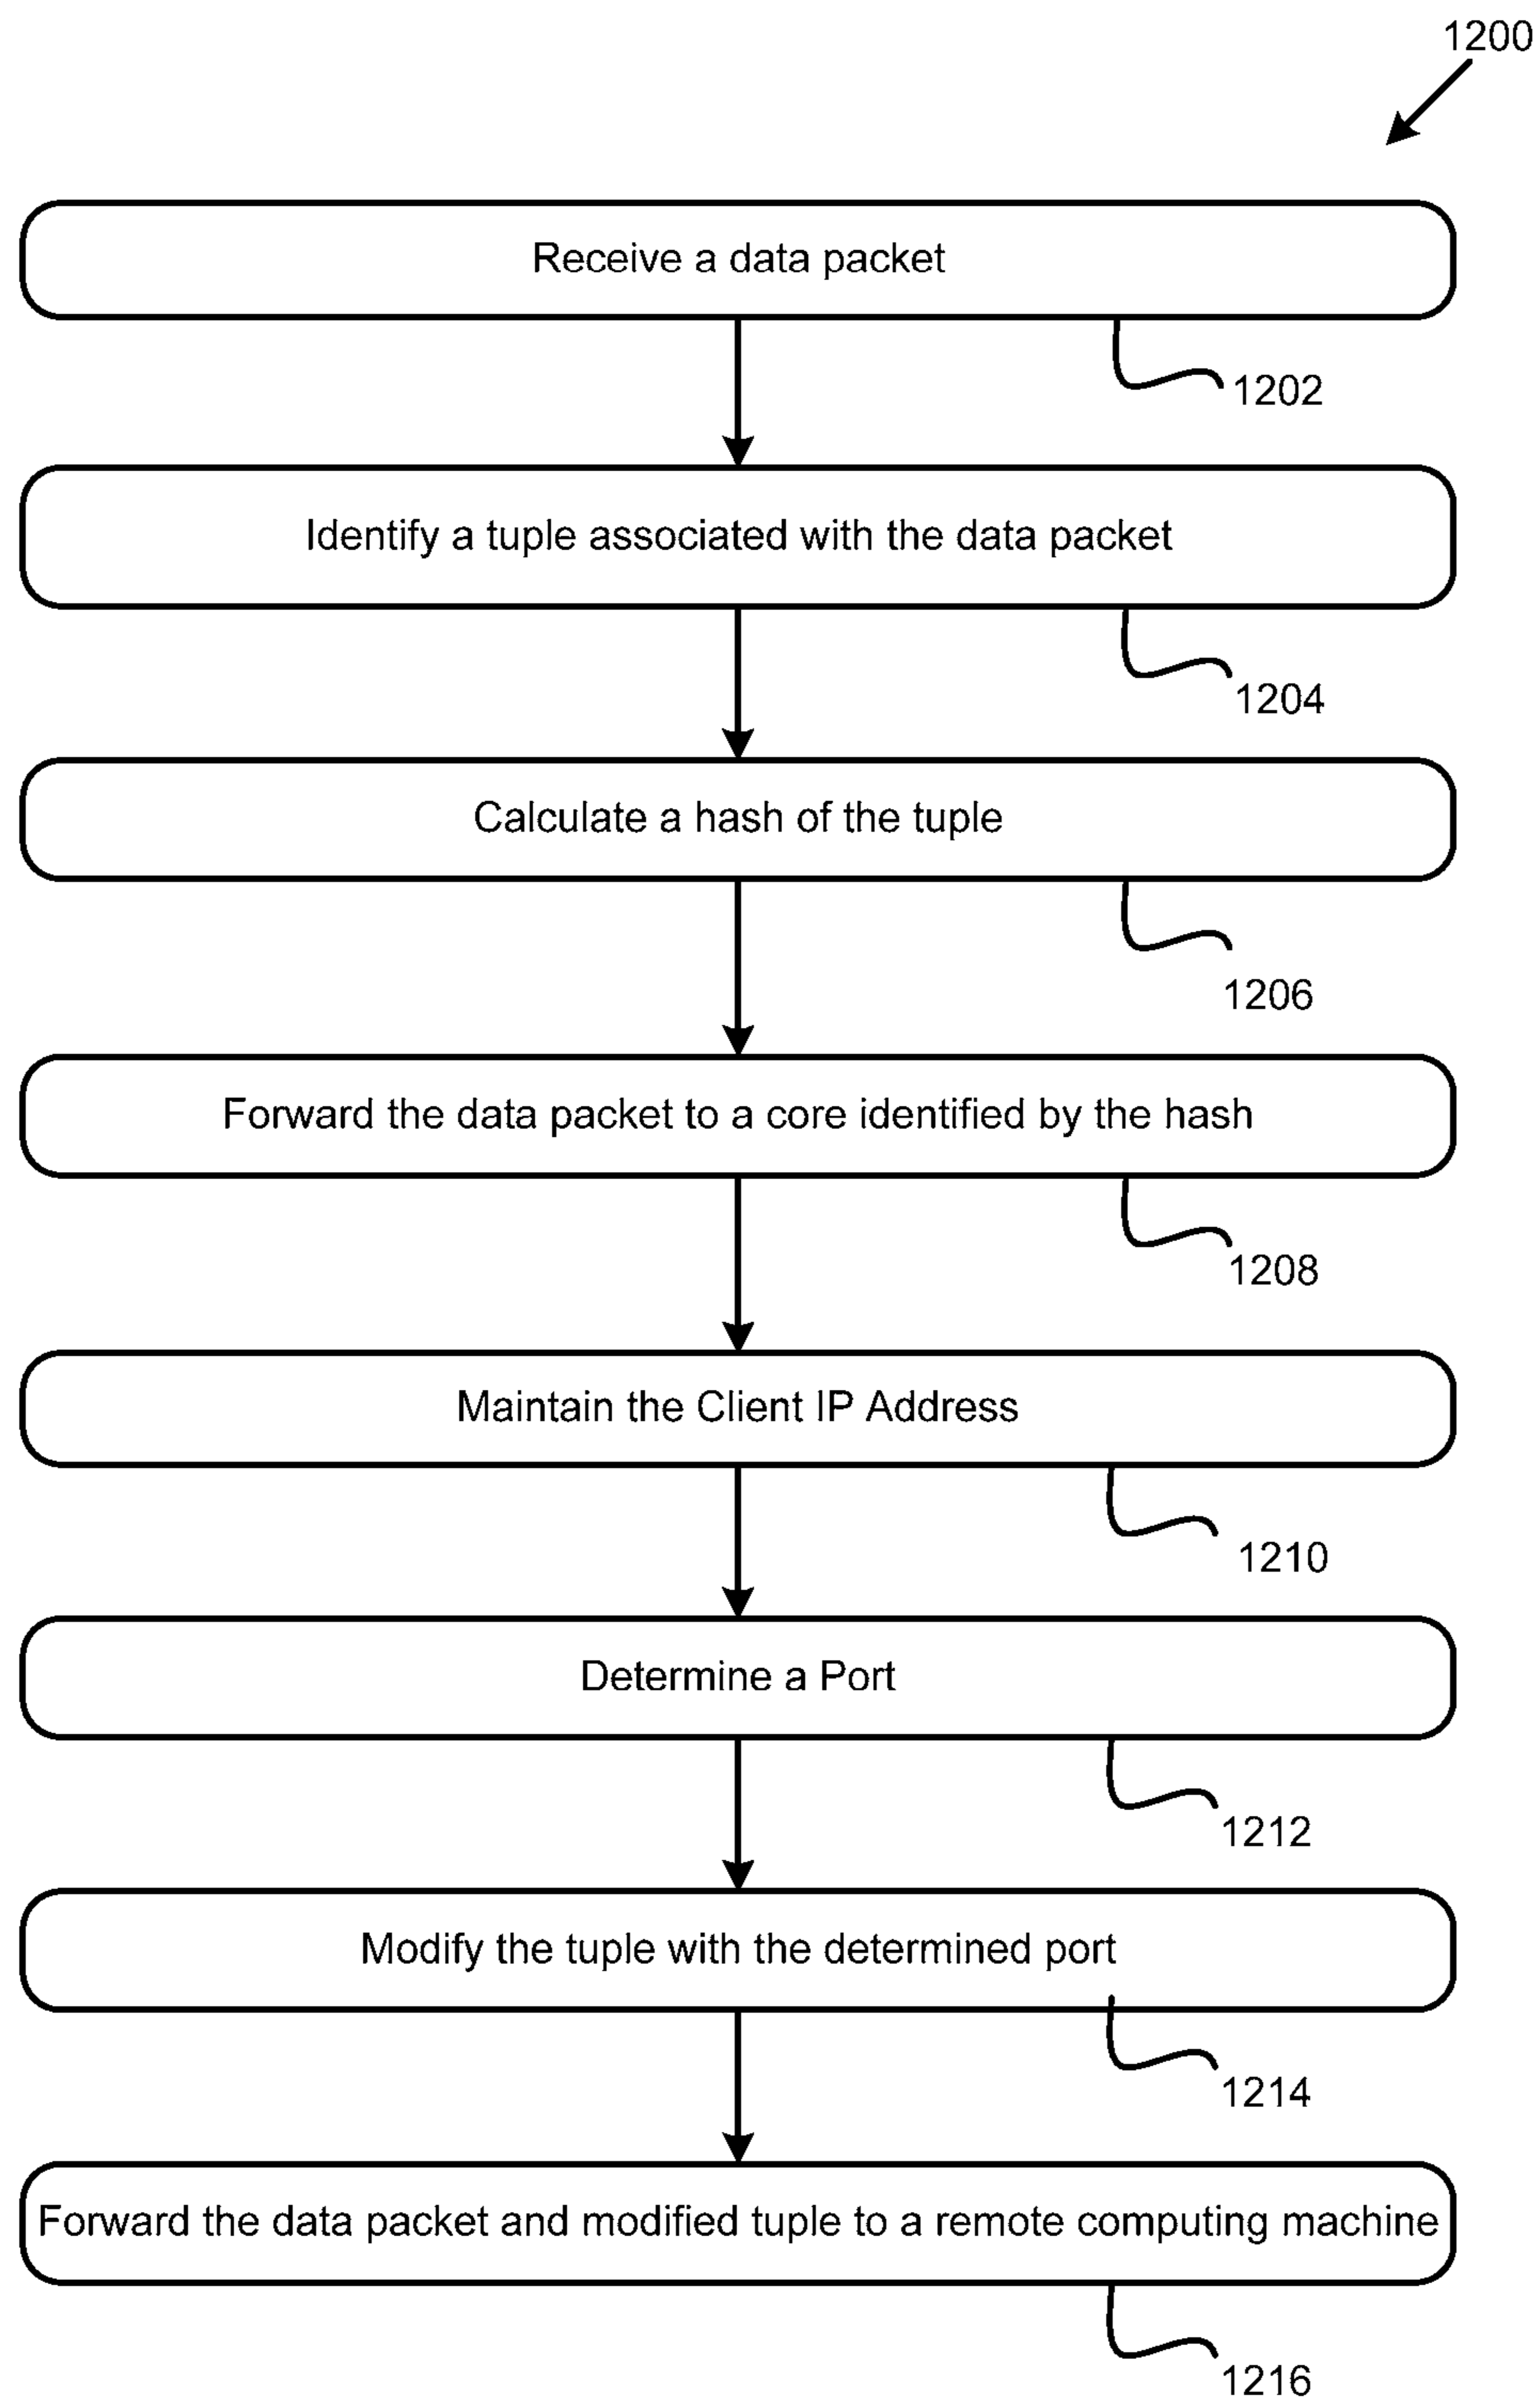 1200
Receive a data packet
1202
Identify a tuple associated with the data packet
1204
Calculate a hash of the tuple
1206
Forward the data packet to a core identified by the hash
1208
Maintain the Client IP Address
1210
Determine a Port
1212
Modify the tuple with the determined port
1214
Forward the data packet and modified tuple to a remote computing machine
1216